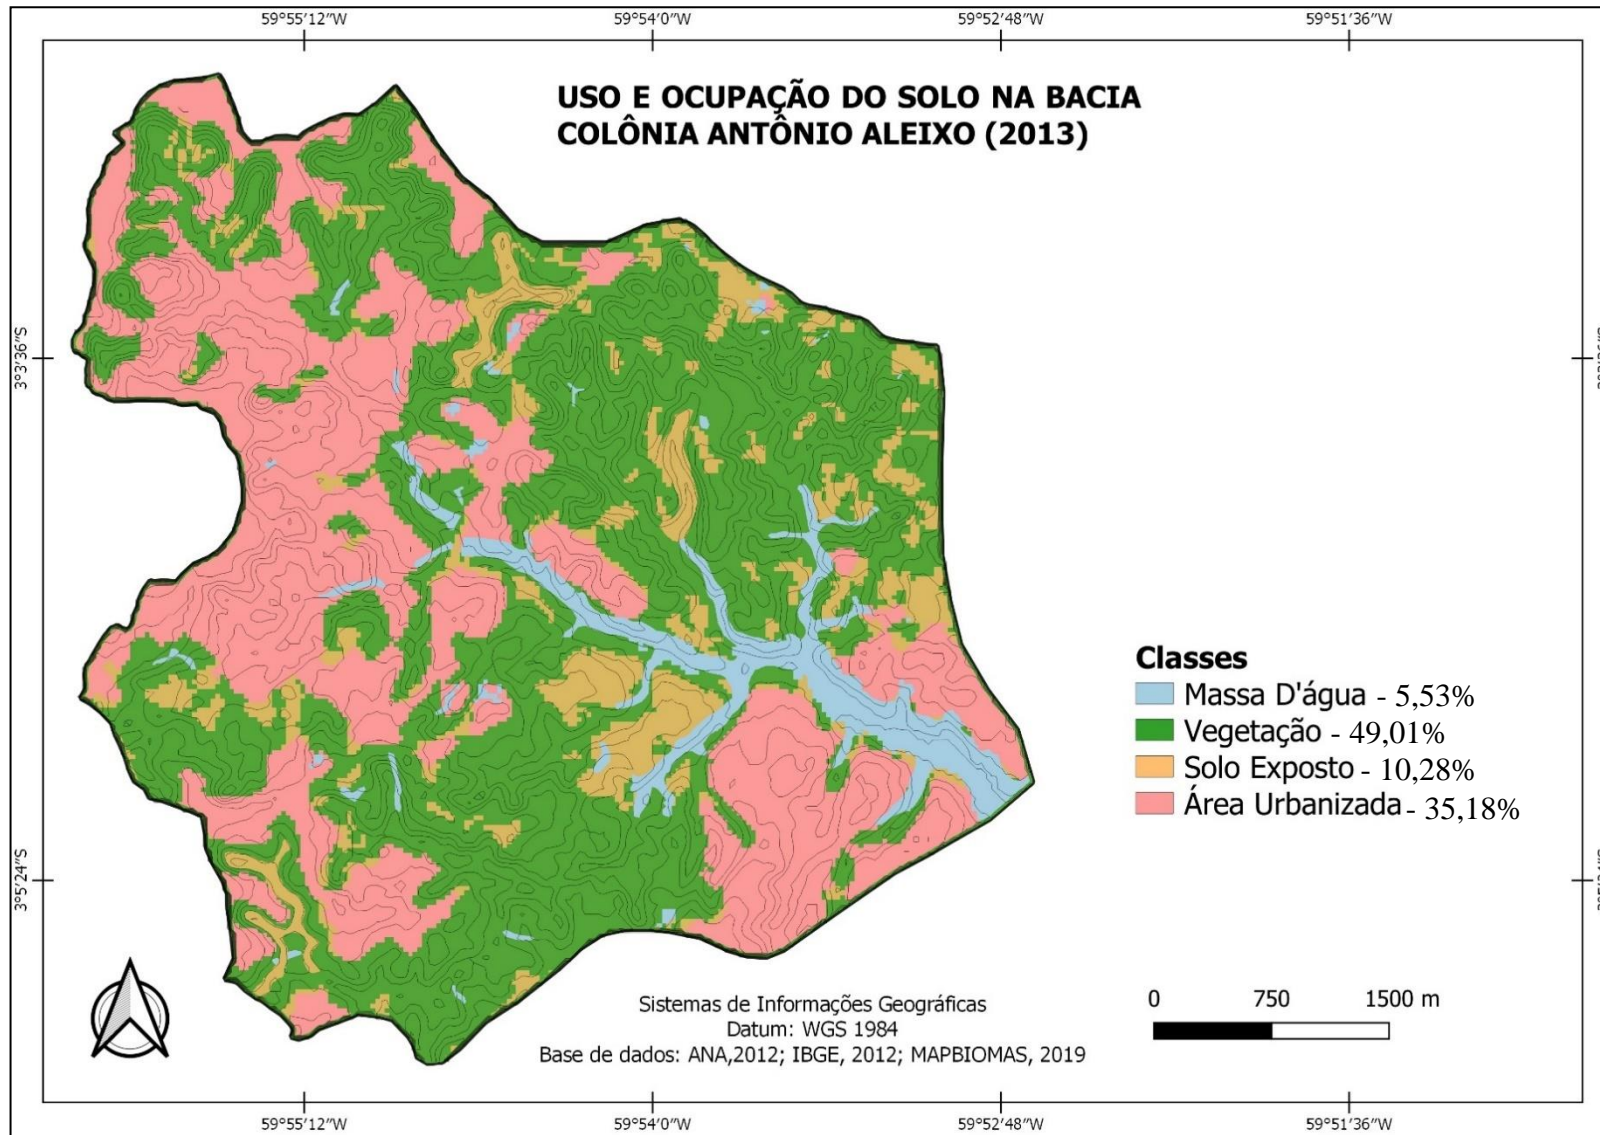 59°55'12"W 59°54'0"W 59°52'48"W 59°51'36"W
USO E OCUPAÇÃO DO SOLO NA BACIA
COLÔNIA ANTÔNIO ALEIXO (2013)
3°3'36"S
Classes
Massa D'água - 5,53%
Vegetação - 49,01%
Solo Exposto - 10,28%
Área Urbanizada - 35,18%
3°5'24"S
Sistemas de Informações Geográficas
Datum: WGS 1984
Base de dados: ANA,2012; IBGE, 2012; MAPBIOMAS, 2019
0 750 1500 m
59°55'12"W 59°54'0"W 59°52'48"W 59°51'36"W